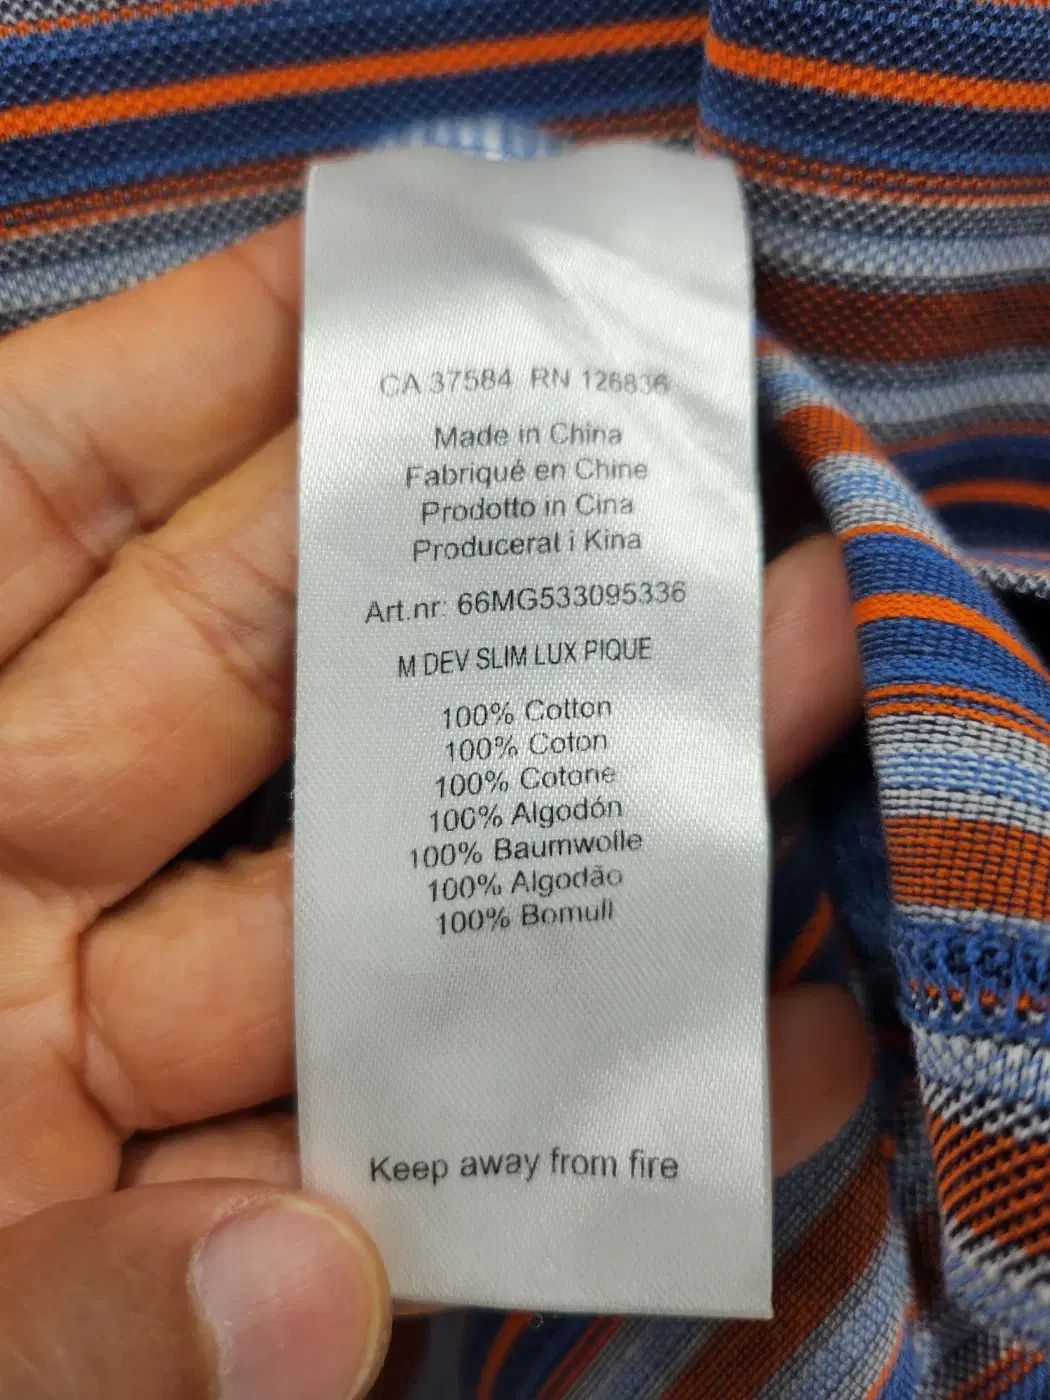 CA 37584 RN 126836
Made in China
Fabriqué en Chine
Prodotto in Cina
Producerat i Kina
Art.nr: 66MG533095336
M DEV SLIM LUX PIQUE
100% Cotton
100% Coton
100% Cotone
100% Algodón
100% Baumwolle
100% Algodão
100% Bomull
Keep away from fire